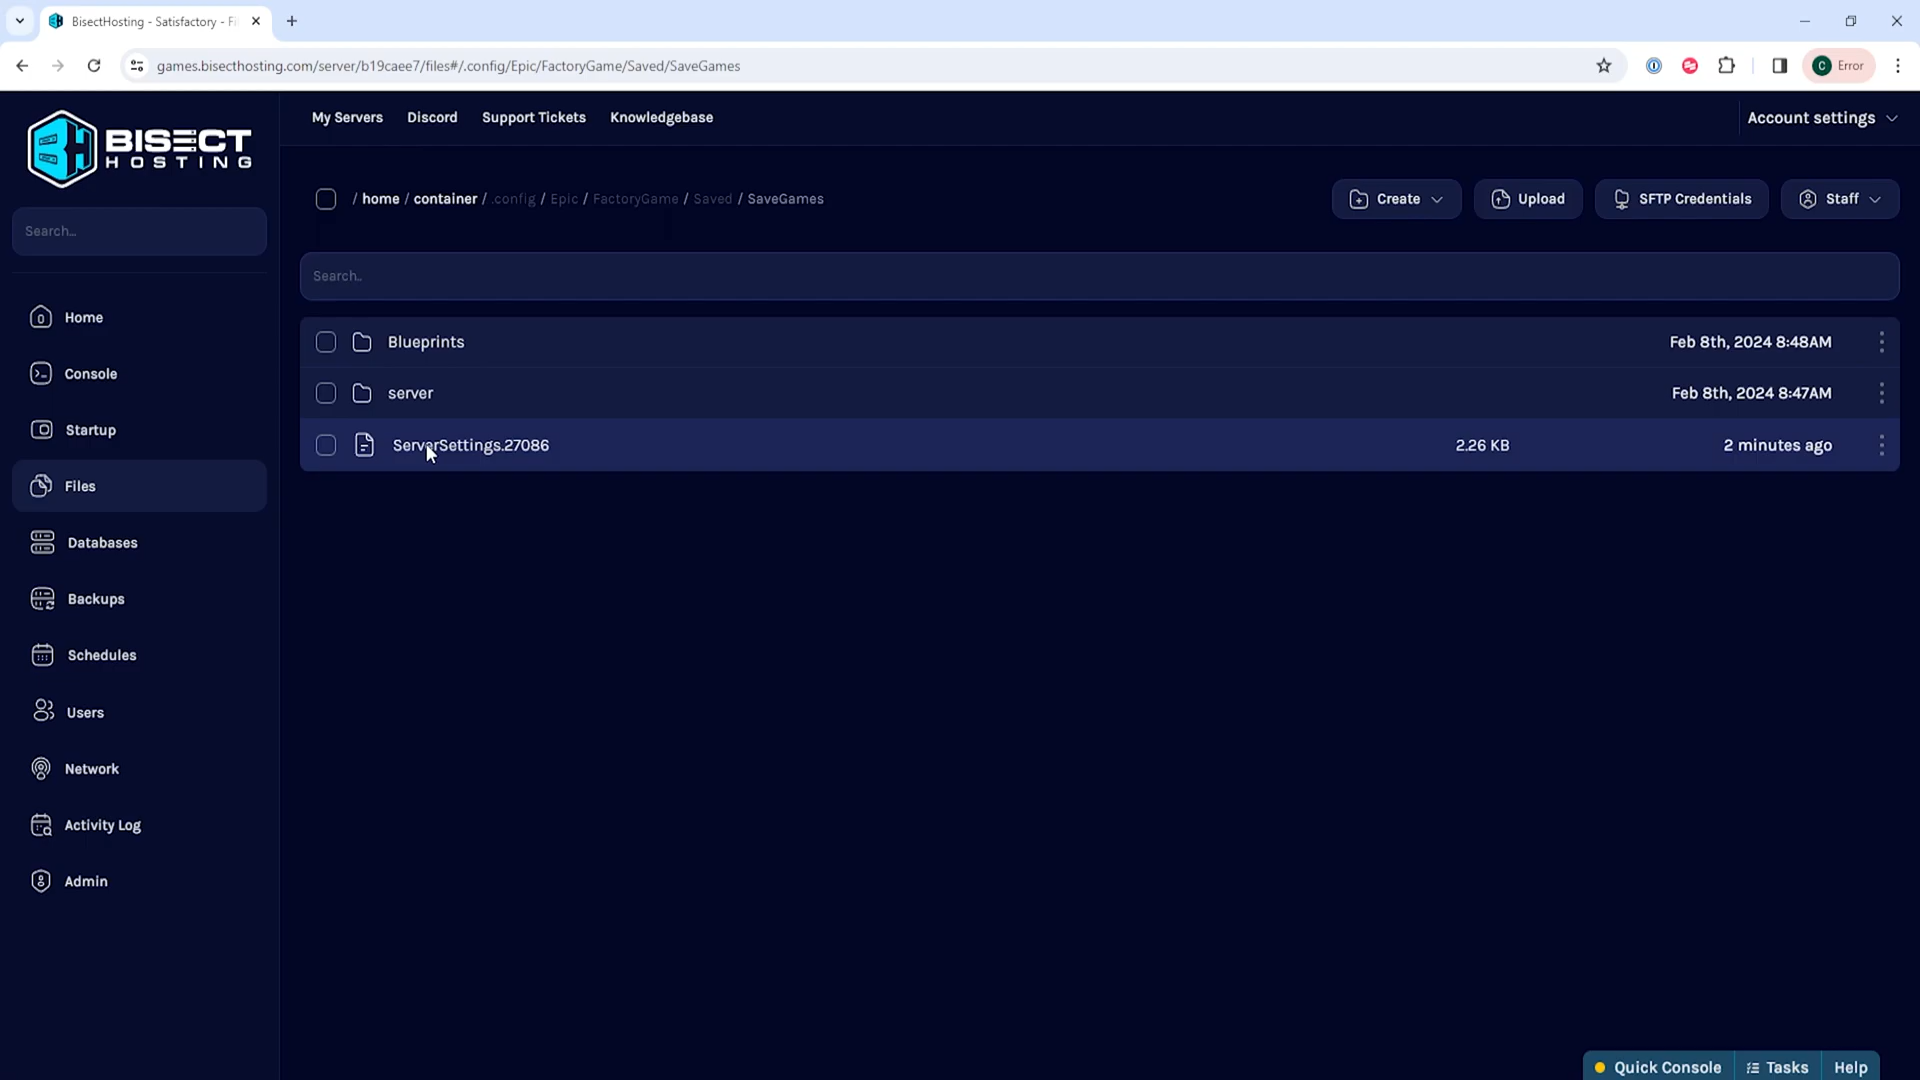 BisectHosting - Satisfactory - Fi
games.bisecthosting.com/server/b19caee7/files#/.config/Epic/FactoryGame/Saved/SaveGames
C Error
BISECT
HOSTING
Search...
Home
Console
Startup
Files
Databases
Backups
Schedules
Users
Network
Activity Log
Admin
My Servers Discord Support Tickets Knowledgebase Account settings
/ home / container / .config / Epic / FactoryGame / Saved / SaveGames
Create Upload SFTP Credentials Staff
Search..
Blueprints Feb 8th, 2024 8:48AM
server Feb 8th, 2024 8:47AM
ServerSettings.27086 2.26 KB 2 minutes ago
Quick Console Tasks Help